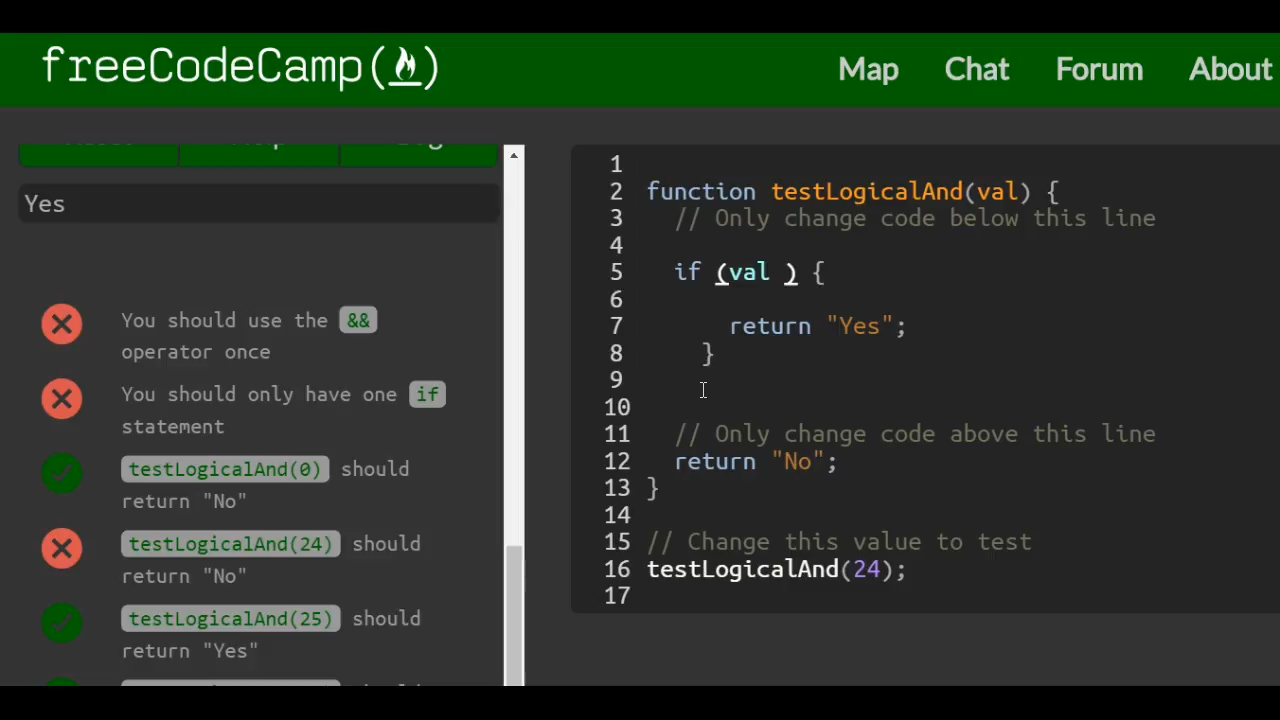 freeCodeCamp(🔥)
Map Chat Forum About
Yes
You should use the &&
operator once
You should only have one if
statement
testLogicalAnd(0) should
return "No"
testLogicalAnd(24) should
return "No"
testLogicalAnd(25) should
return "Yes"
1
2 function testLogicalAnd(val) {
3 // Only change code below this line
4
5 if (val ) {
6
7 return "Yes";
8 }
9
10
11 // Only change code above this line
12 return "No";
13 }
14
15 // Change this value to test
16 testLogicalAnd(24);
17